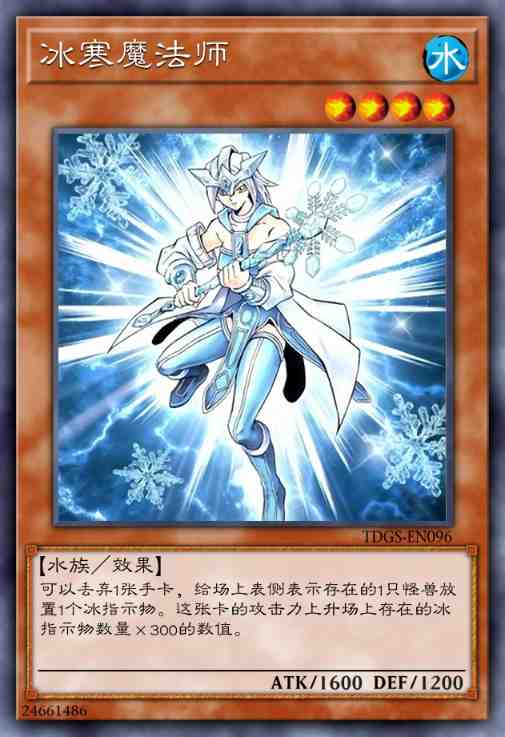 冰寒魔法师
水
TDGS-EN096
【水族／效果】
可以丢弃1张手卡，给场上表侧表示存在的1只怪兽放
置1个冰指示物。这张卡的攻击力上升场上存在的冰
指示物数量×300的数值。
ATK/1600 DEF/1200
24661486